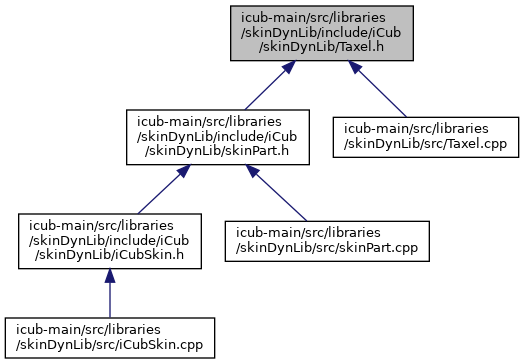 icub-main/src/libraries
/skinDynLib/include/iCub
/skinDynLib/Taxel.h
icub-main/src/libraries
/skinDynLib/include/iCub
/skinDynLib/skinPart.h
icub-main/src/libraries
/skinDynLib/src/Taxel.cpp
icub-main/src/libraries
/skinDynLib/include/iCub
/skinDynLib/iCubSkin.h
icub-main/src/libraries
/skinDynLib/src/skinPart.cpp
icub-main/src/libraries
/skinDynLib/src/iCubSkin.cpp